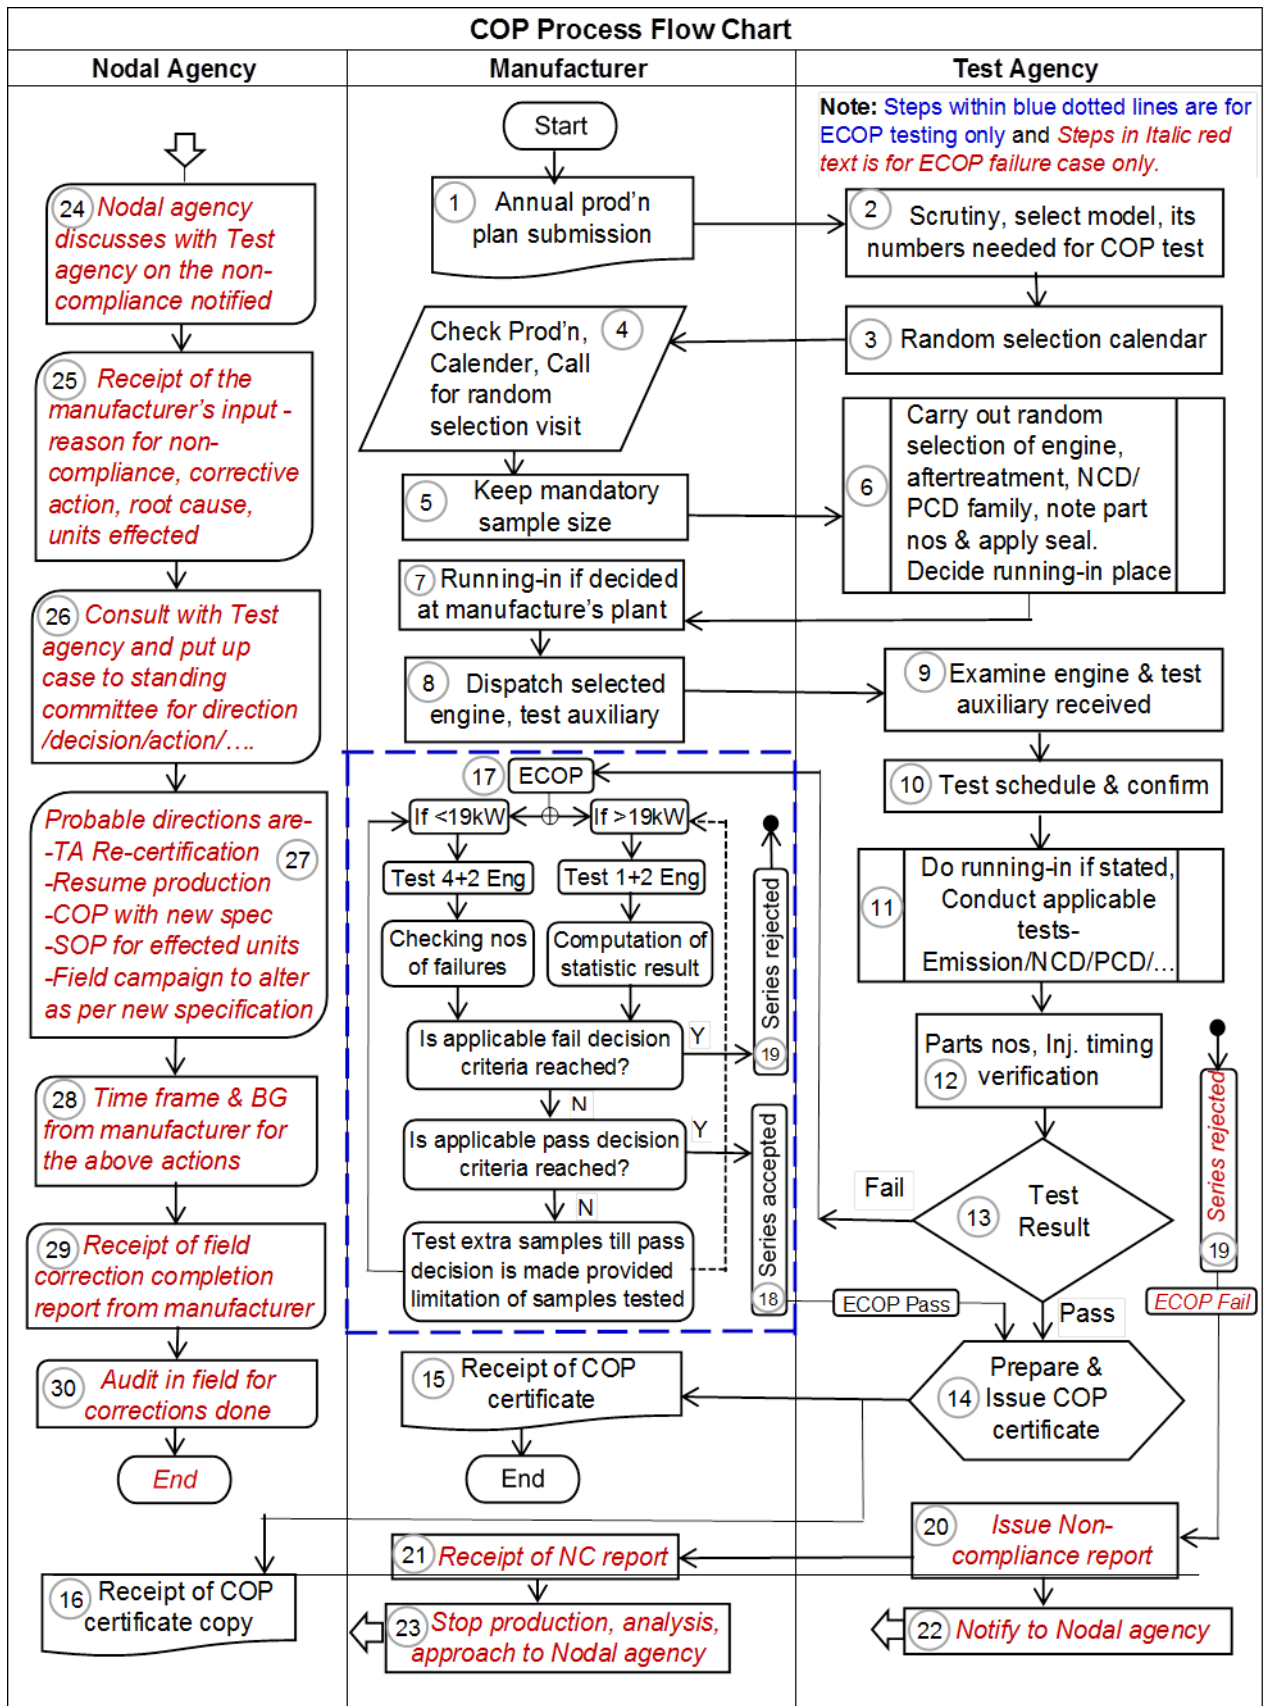 COP Process Flow Chart
Nodal Agency
Manufacturer
Test Agency
Note: Steps within blue dotted lines are for
ECOP testing only and Steps in Italic red
text is for ECOP failure case only.
Start
1 Annual prod'n
plan submission
2 Scrutiny, select model, its
numbers needed for COP test
3 Random selection calendar
Check Prod'n, 4
Calender, Call
for random
selection visit
5 Keep mandatory
sample size
Carry out random
selection of engine,
aftertreatment, NCD/
6 PCD family, note part
nos & apply seal.
Decide running-in place
7 Running-in if decided
at manufacture's plant
8 Dispatch selected
engine, test auxiliary
9 Examine engine & test
auxiliary received
10 Test schedule & confirm
Do running-in if stated,
11 Conduct applicable
tests-
Emission/NCD/PCD/...
Parts nos, Inj. timing
12 verification
13 Test
Result
Fail
Pass
17 ECOP
If <19kW
If >19kW
Test 4+2 Eng
Test 1+2 Eng
Checking nos
of failures
Computation of
statistic result
Is applicable fail decision
criteria reached?
Y
N
Is applicable pass decision
criteria reached?
Y
N
Test extra samples till pass
decision is made provided
limitation of samples tested
19 Series rejected
18 Series accepted
ECOP Pass
Series rejected
19
ECOP Fail
Prepare &
14 Issue COP
certificate
15 Receipt of COP
certificate
End
16 Receipt of COP
certificate copy
20 Issue Non-
compliance report
21 Receipt of NC report
22 Notify to Nodal agency
23 Stop production, analysis,
approach to Nodal agency
24 Nodal agency
discusses with Test
agency on the non-
compliance notified
25 Receipt of the
manufacturer's input -
reason for non-
compliance, corrective
action, root cause,
units effected
26 Consult with Test
agency and put up
case to standing
committee for direction
/decision/action/....
Probable directions are-
-TA Re-certification 27
-Resume production
-COP with new spec
-SOP for effected units
-Field campaign to alter
as per new specification
28 Time frame & BG
from manufacturer for
the above actions
29 Receipt of field
correction completion
report from manufacturer
30 Audit in field for
corrections done
End